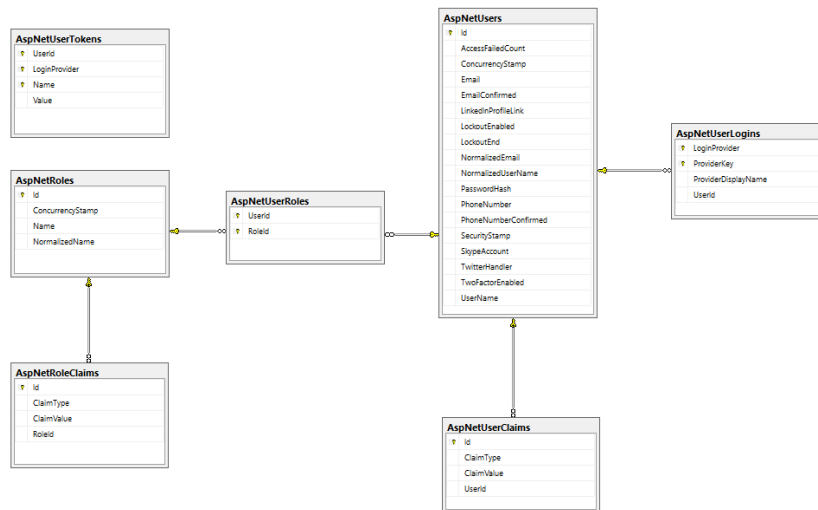 AspNetUserTokens
UserId
LoginProvider
Name
Value
AspNetRoles
Id
ConcurrencyStamp
Name
NormalizedName
AspNetRoleClaims
Id
ClaimType
ClaimValue
RoleId
AspNetUserRoles
UserId
RoleId
AspNetUsers
Id
AccessFailedCount
ConcurrencyStamp
Email
EmailConfirmed
LinkedInProfileLink
LockoutEnabled
LockoutEnd
NormalizedEmail
NormalizedUserName
PasswordHash
PhoneNumber
PhoneNumberConfirmed
SecurityStamp
SkypeAccount
TwitterHandler
TwoFactorEnabled
UserName
AspNetUserClaims
Id
ClaimType
ClaimValue
UserId
AspNetUserLogins
LoginProvider
ProviderKey
ProviderDisplayName
UserId